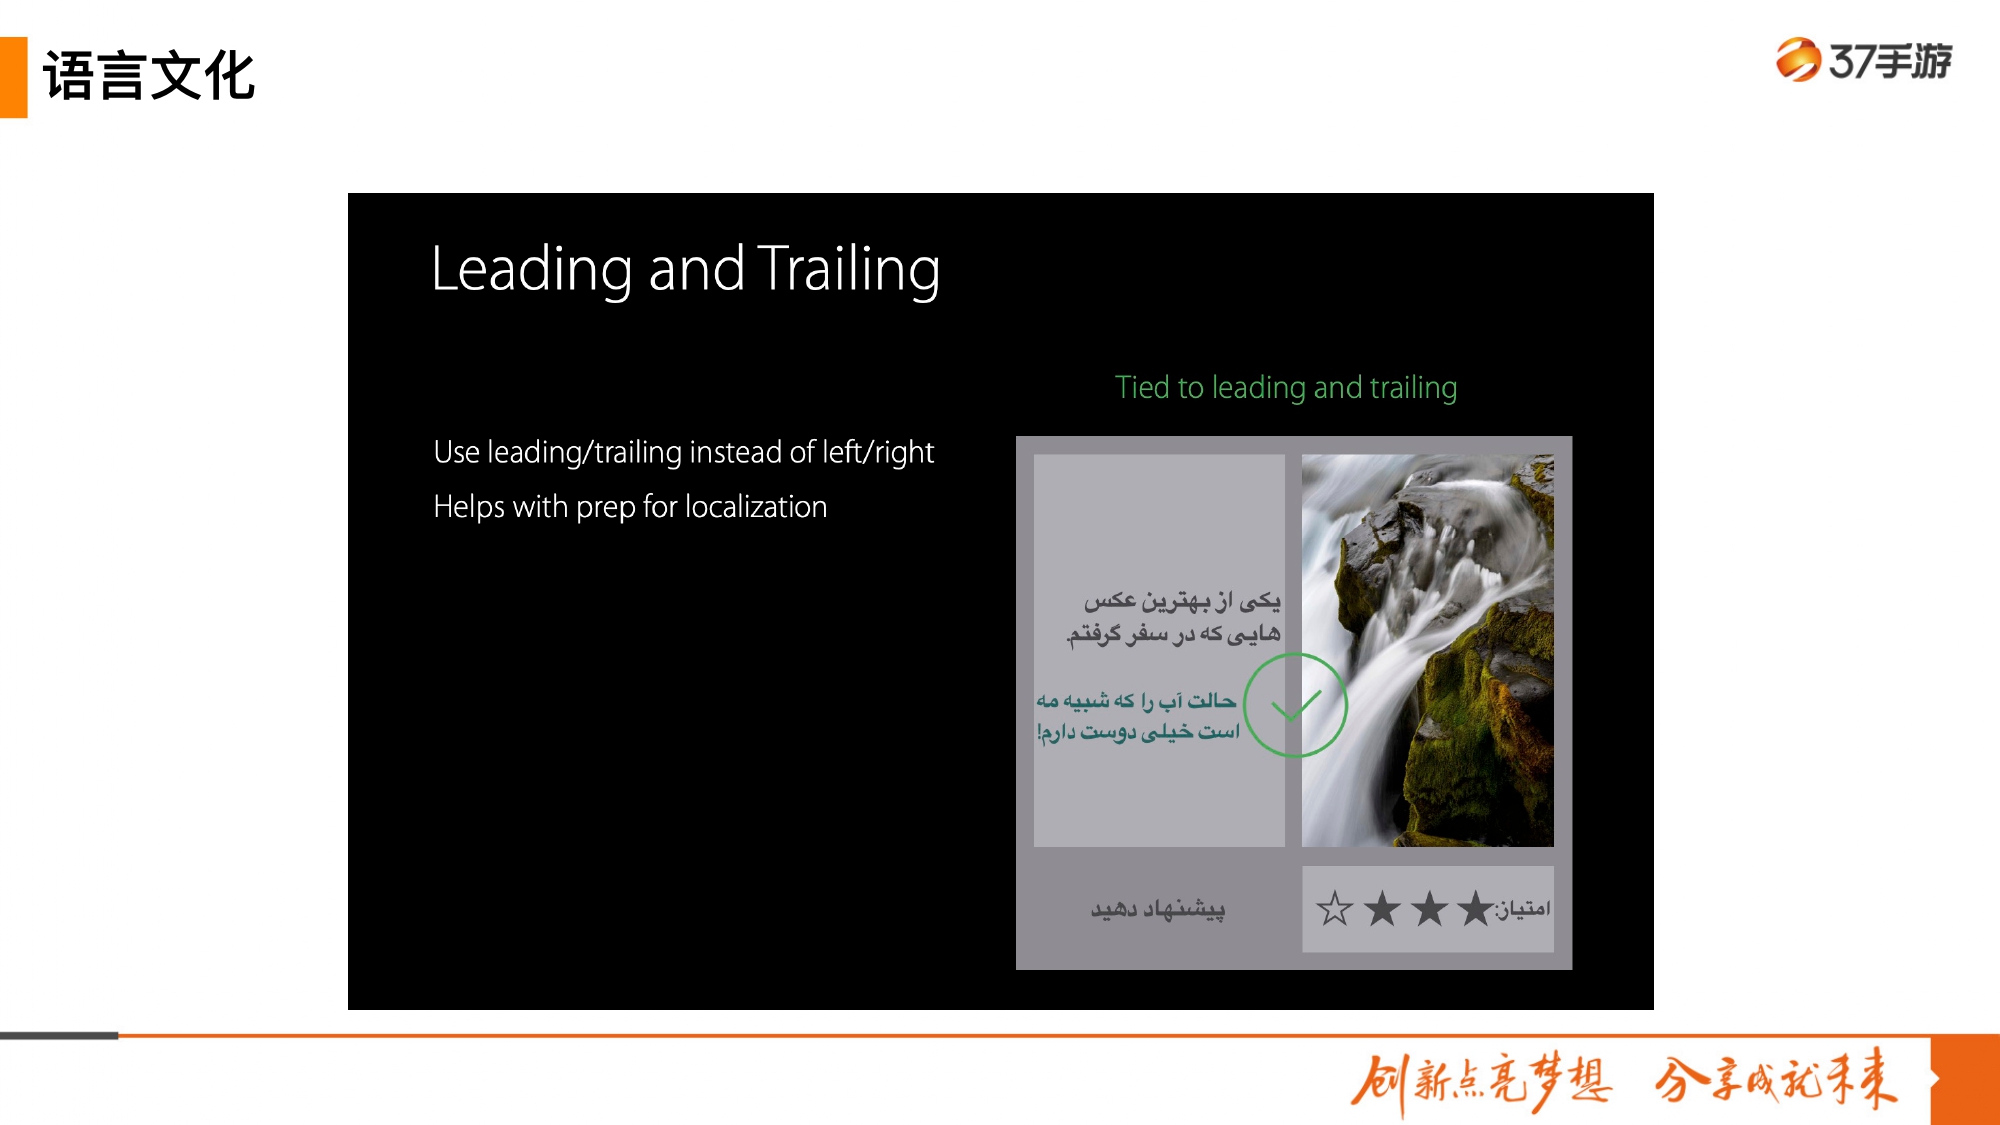 语言文化
37手游
Leading and Trailing
Tied to leading and trailing
Use leading/trailing instead of left/right
Helps with prep for localization
یکی از بهترین عکس
هایی که در سفر گرفتم.
حالت آب را که شبیه مه
است خیلی دوست دارم!
امتیاز:
پیشنهاد دهید
创新点亮梦想 分享成就未来